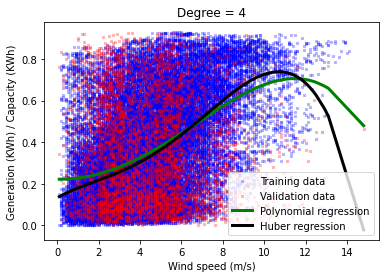 Degree = 4
Generation (KWh) / Capacity (KWh)
0.8
0.6
0.4
0.2
0.0
Training data
Validation data
Polynomial regression
Huber regression
0 2 4 6 8 10 12 14
Wind speed (m/s)